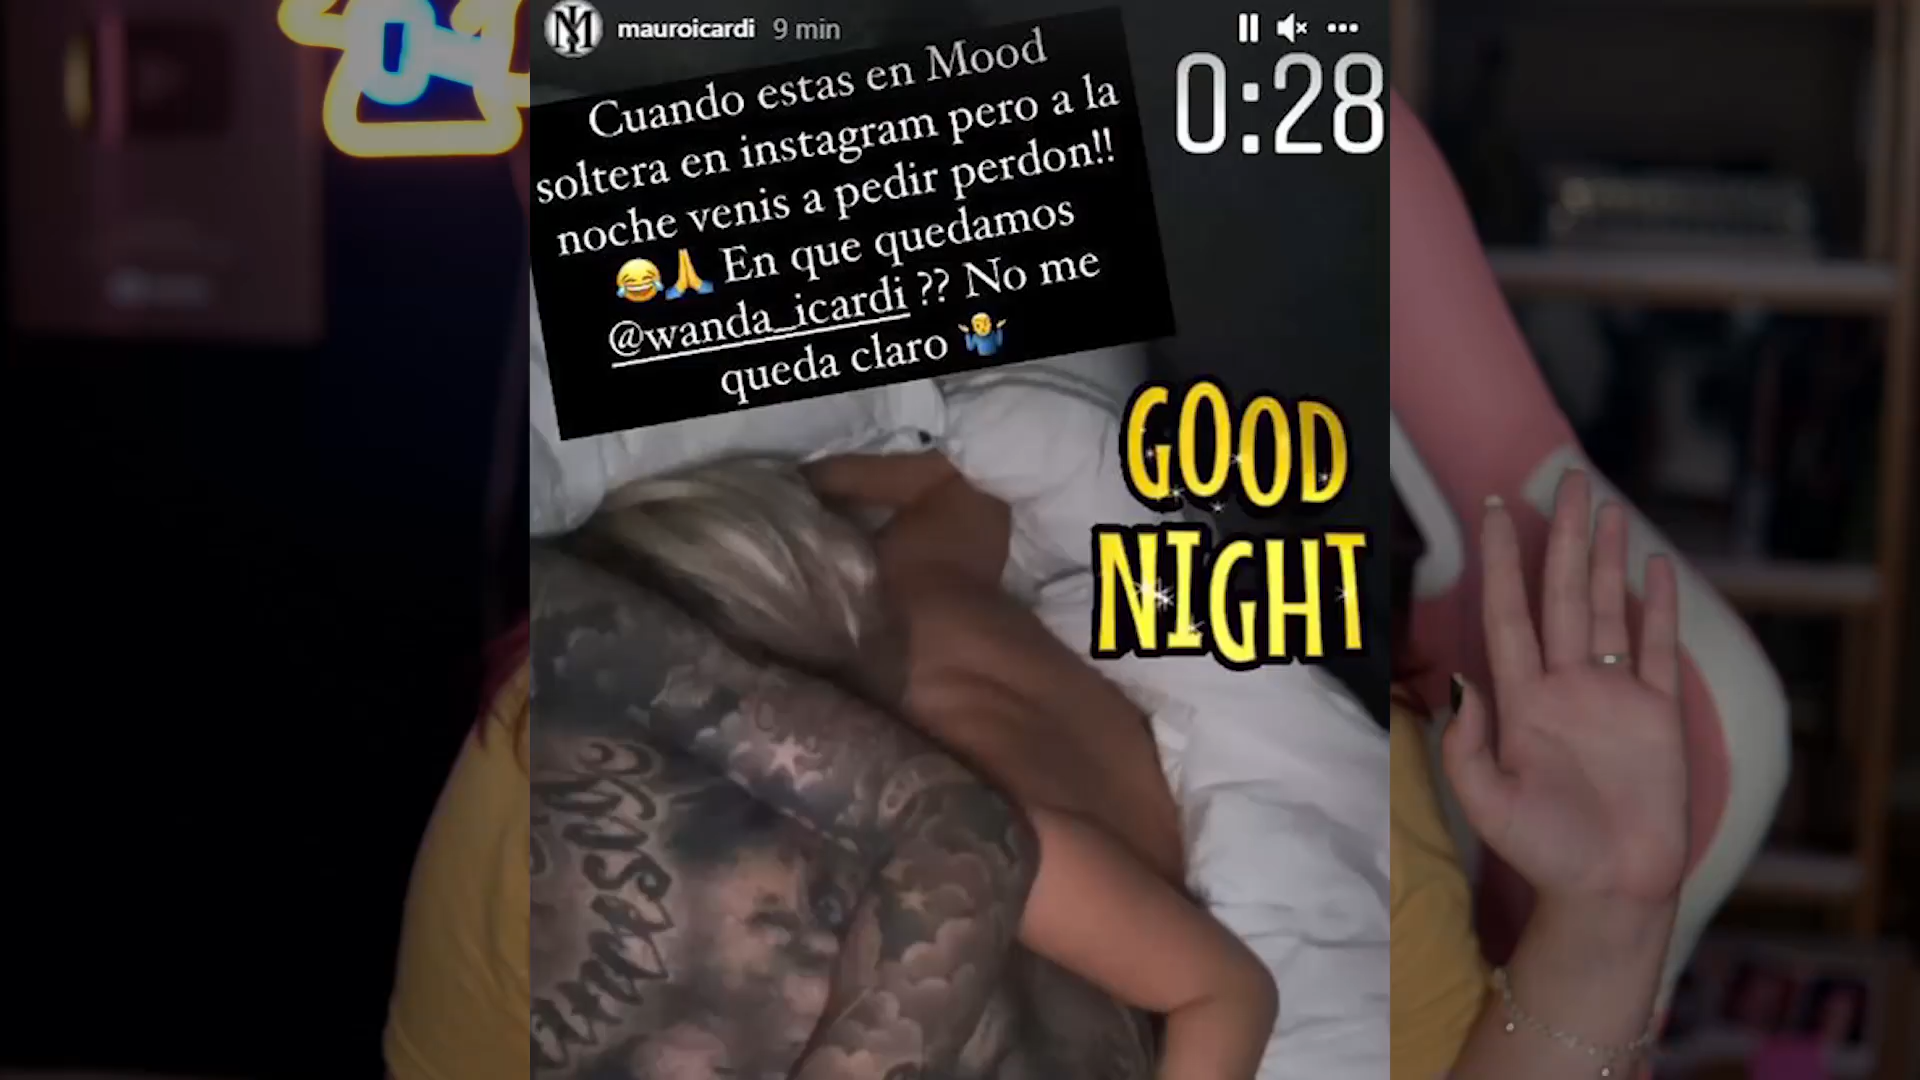 mauroicardi 9 min
0:28
Cuando estas en Mood
soltera en instagram pero a la
noche venis a pedir perdon!!
😂🙏 En que quedamos
@wanda_icardi ?? No me
queda claro 🤷‍♂️
GOOD
NIGHT